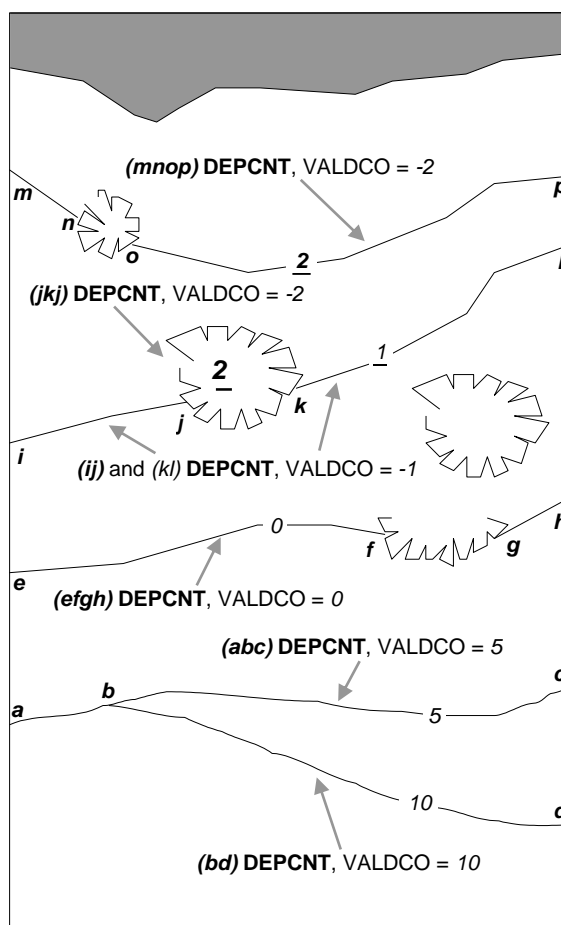 (mnop) DEPCNT, VALDCO = -2
m
p
n
o
2
(jkj) DEPCNT, VALDCO = -2
1
2
k
j
i
(ij) and (kl) DEPCNT, VALDCO = -1
h
0
f
g
e
(efgh) DEPCNT, VALDCO = 0
(abc) DEPCNT, VALDCO = 5
b
a
5
10
(bd) DEPCNT, VALDCO = 10